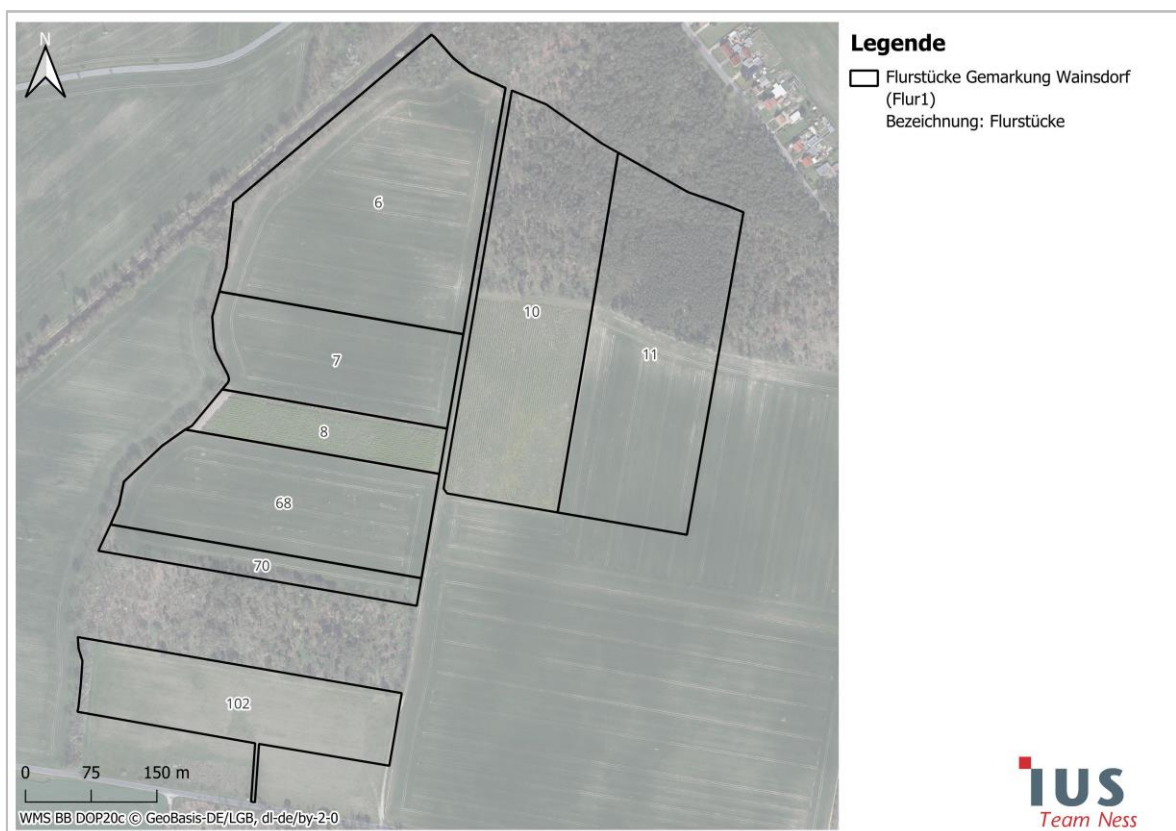 N
Legende
Flurstücke Gemarkung Wainsdorf
(Flur1)
Bezeichnung: Flurstücke
6
10
7
11
8
68
70
102
0 75 150 m
WMS BB DOP20c © GeoBasis-DE/LGB, dl-de/by-2-0
IUS
Team Ness